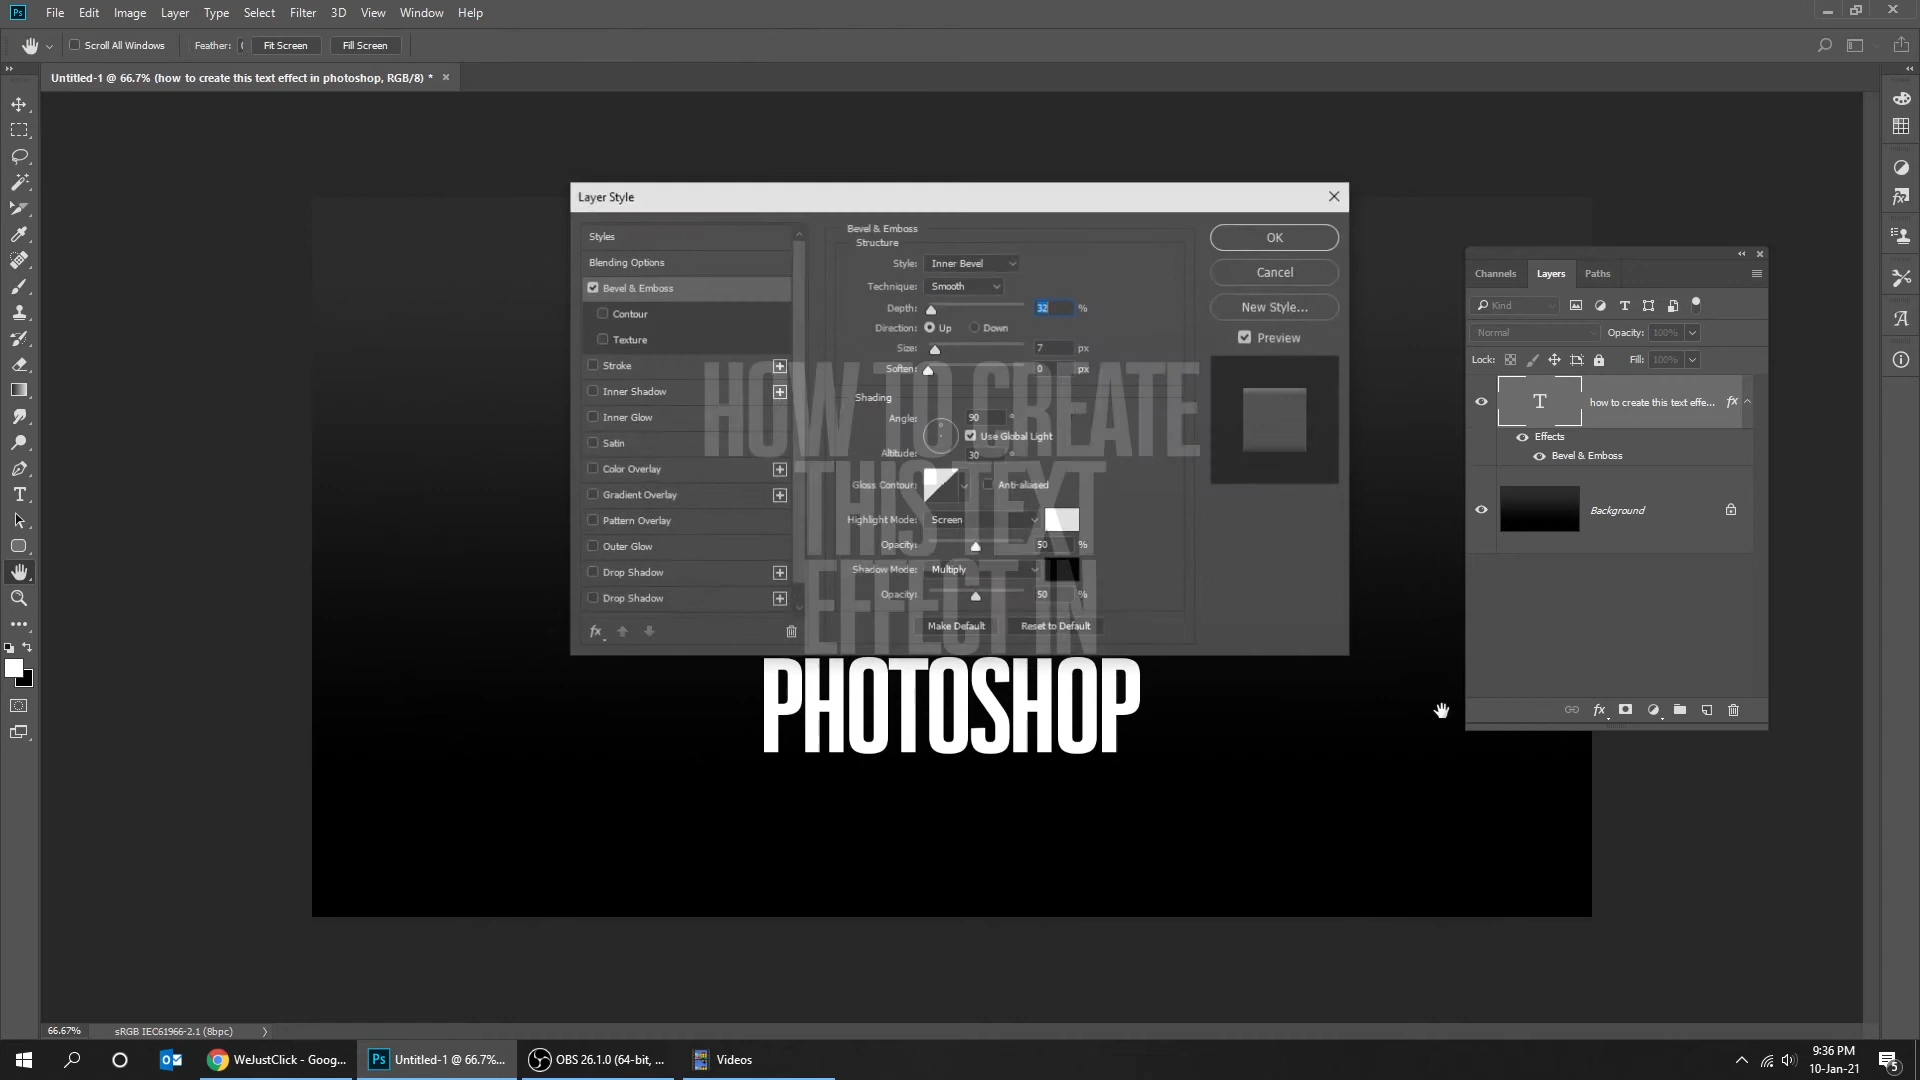 Ps File Edit Image Layer Type Select Filter 3D View Window Help
Scroll All Windows Feather: Fit Screen Fill Screen
Untitled-1 @ 66.7% (how to create this text effect in photoshop, RGB/8) * ×
Layer Style
Styles
Blending Options
Bevel & Emboss
Contour
Texture
Stroke
Inner Shadow
Inner Glow
Satin
Color Overlay
Gradient Overlay
Pattern Overlay
Outer Glow
Drop Shadow
Drop Shadow
fx
Bevel & Emboss
Structure
Style: Inner Bevel
Technique: Smooth
Depth: 32 %
Direction: Up Down
Size: 7 px
Soften: 0 px
Shading
Angle: 90 °
Use Global Light
Altitude: 30 °
Gloss Contour: Anti-aliased
Highlight Mode: Screen
Opacity: 50 %
Shadow Mode: Multiply
Opacity: 50 %
Make Default Reset to Default
OK
Cancel
New Style...
Preview
HOW TO CREATE
THIS TEXT
EFFECT IN
PHOTOSHOP
Channels Layers Paths
Kind
Normal Opacity: 100%
Lock: Fill: 100%
T how to create this text effe... fx
Effects
Bevel & Emboss
Background
fx
66.67% sRGB IEC61966-2.1 (8bpc)
WeJustClick - Goog...
Ps Untitled-1 @ 66.7%...
OBS 26.1.0 (64-bit, ...
Videos
9:36 PM
10-Jan-21
5